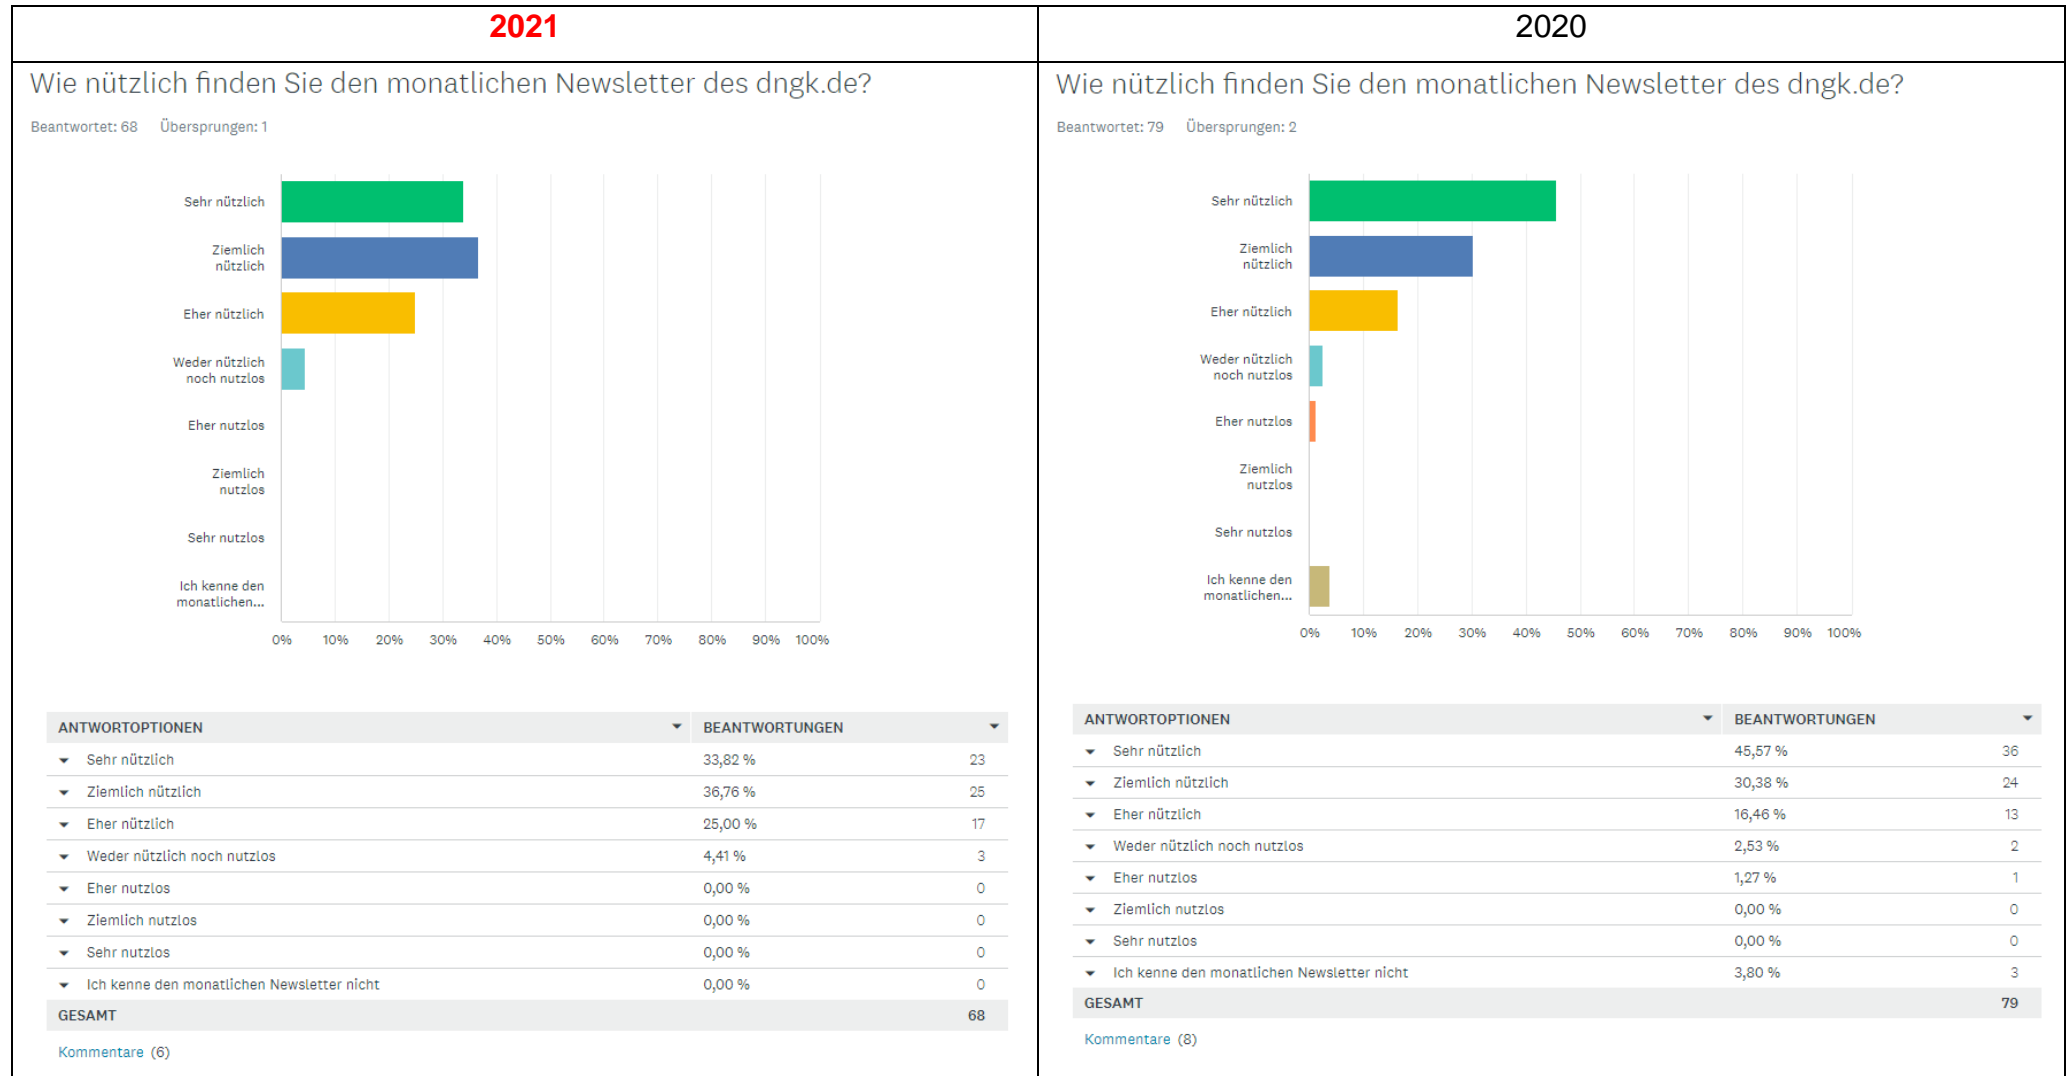 2021
Wie nützlich finden Sie den monatlichen Newsletter des dngk.de?
Beantwortet: 68 Übersprungen: 1
Sehr nützlich
Ziemlich
nützlich
Eher nützlich
Weder nützlich
noch nutzlos
Eher nutzlos
Ziemlich
nutzlos
Sehr nutzlos
Ich kenne den
monatlichen...
0% 10% 20% 30% 40% 50% 60% 70% 80% 90% 100%
ANTWORTOPTIONEN BEANTWORTUNGEN
Sehr nützlich 33,82 % 23
Ziemlich nützlich 36,76 % 25
Eher nützlich 25,00 % 17
Weder nützlich noch nutzlos 4,41 % 3
Eher nutzlos 0,00 % 0
Ziemlich nutzlos 0,00 % 0
Sehr nutzlos 0,00 % 0
Ich kenne den monatlichen Newsletter nicht 0,00 % 0
GESAMT 68
Kommentare (6)
2020
Wie nützlich finden Sie den monatlichen Newsletter des dngk.de?
Beantwortet: 79 Übersprungen: 2
Sehr nützlich
Ziemlich
nützlich
Eher nützlich
Weder nützlich
noch nutzlos
Eher nutzlos
Ziemlich
nutzlos
Sehr nutzlos
Ich kenne den
monatlichen...
0% 10% 20% 30% 40% 50% 60% 70% 80% 90% 100%
ANTWORTOPTIONEN BEANTWORTUNGEN
Sehr nützlich 45,57 % 36
Ziemlich nützlich 30,38 % 24
Eher nützlich 16,46 % 13
Weder nützlich noch nutzlos 2,53 % 2
Eher nutzlos 1,27 % 1
Ziemlich nutzlos 0,00 % 0
Sehr nutzlos 0,00 % 0
Ich kenne den monatlichen Newsletter nicht 3,80 % 3
GESAMT 79
Kommentare (8)